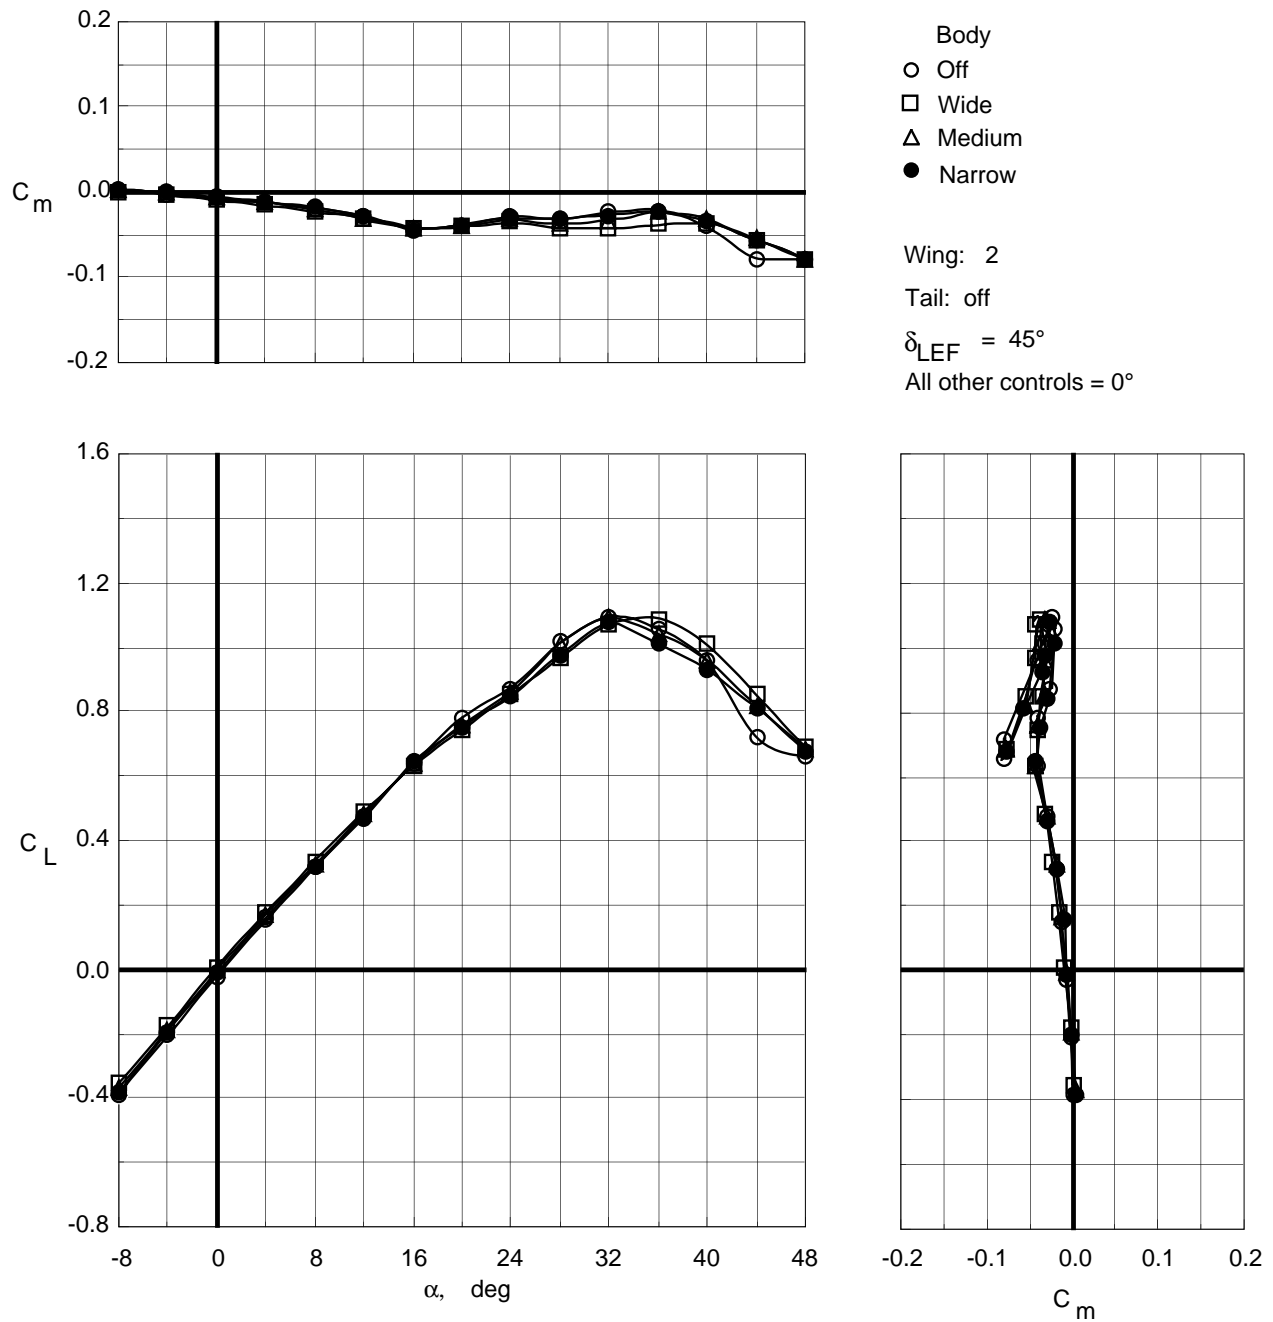 0.2
0.1
0.0
-0.1
-0.2
C m
Body
Off
Wide
Medium
Narrow
Wing: 2
Tail: off
δLEF = 45°
All other controls = 0°
1.6
1.2
0.8
0.4
0.0
-0.4
-0.8
C L
-8 0 8 16 24 32 40 48
α, deg
-0.2 -0.1 0.0 0.1 0.2
C m